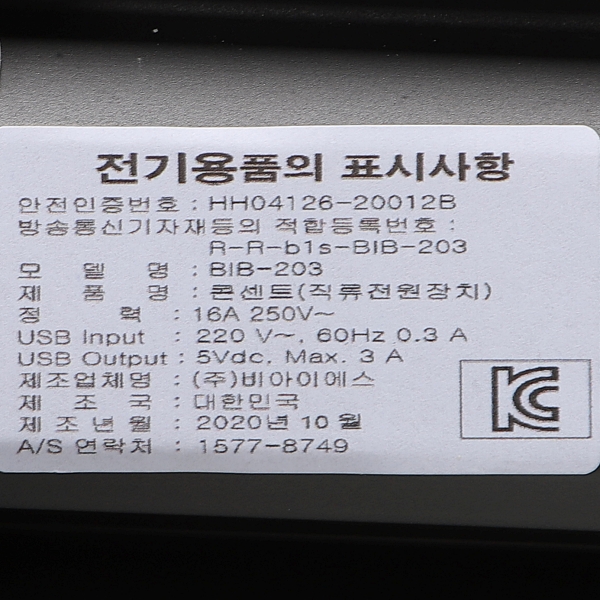 전기용품의 표시사항
안전인증번호 : HH04126-20012B
방송통신기자재등의 적합등록번호 :
R-R-b1s-BIB-203
모 델 명 : BIB-203
제 품 명 : 콘센트(직류전원장치)
정 력 : 16A 250V~
USB Input : 220 V~, 60Hz 0.3 A
USB Output : 5Vdc, Max. 3 A
제조업체명 : (주)비아이에스
제 조 국 : 대한민국
제 조 년 월 : 2020년 10 월
A/S 연락처 : 1577-8749
KC